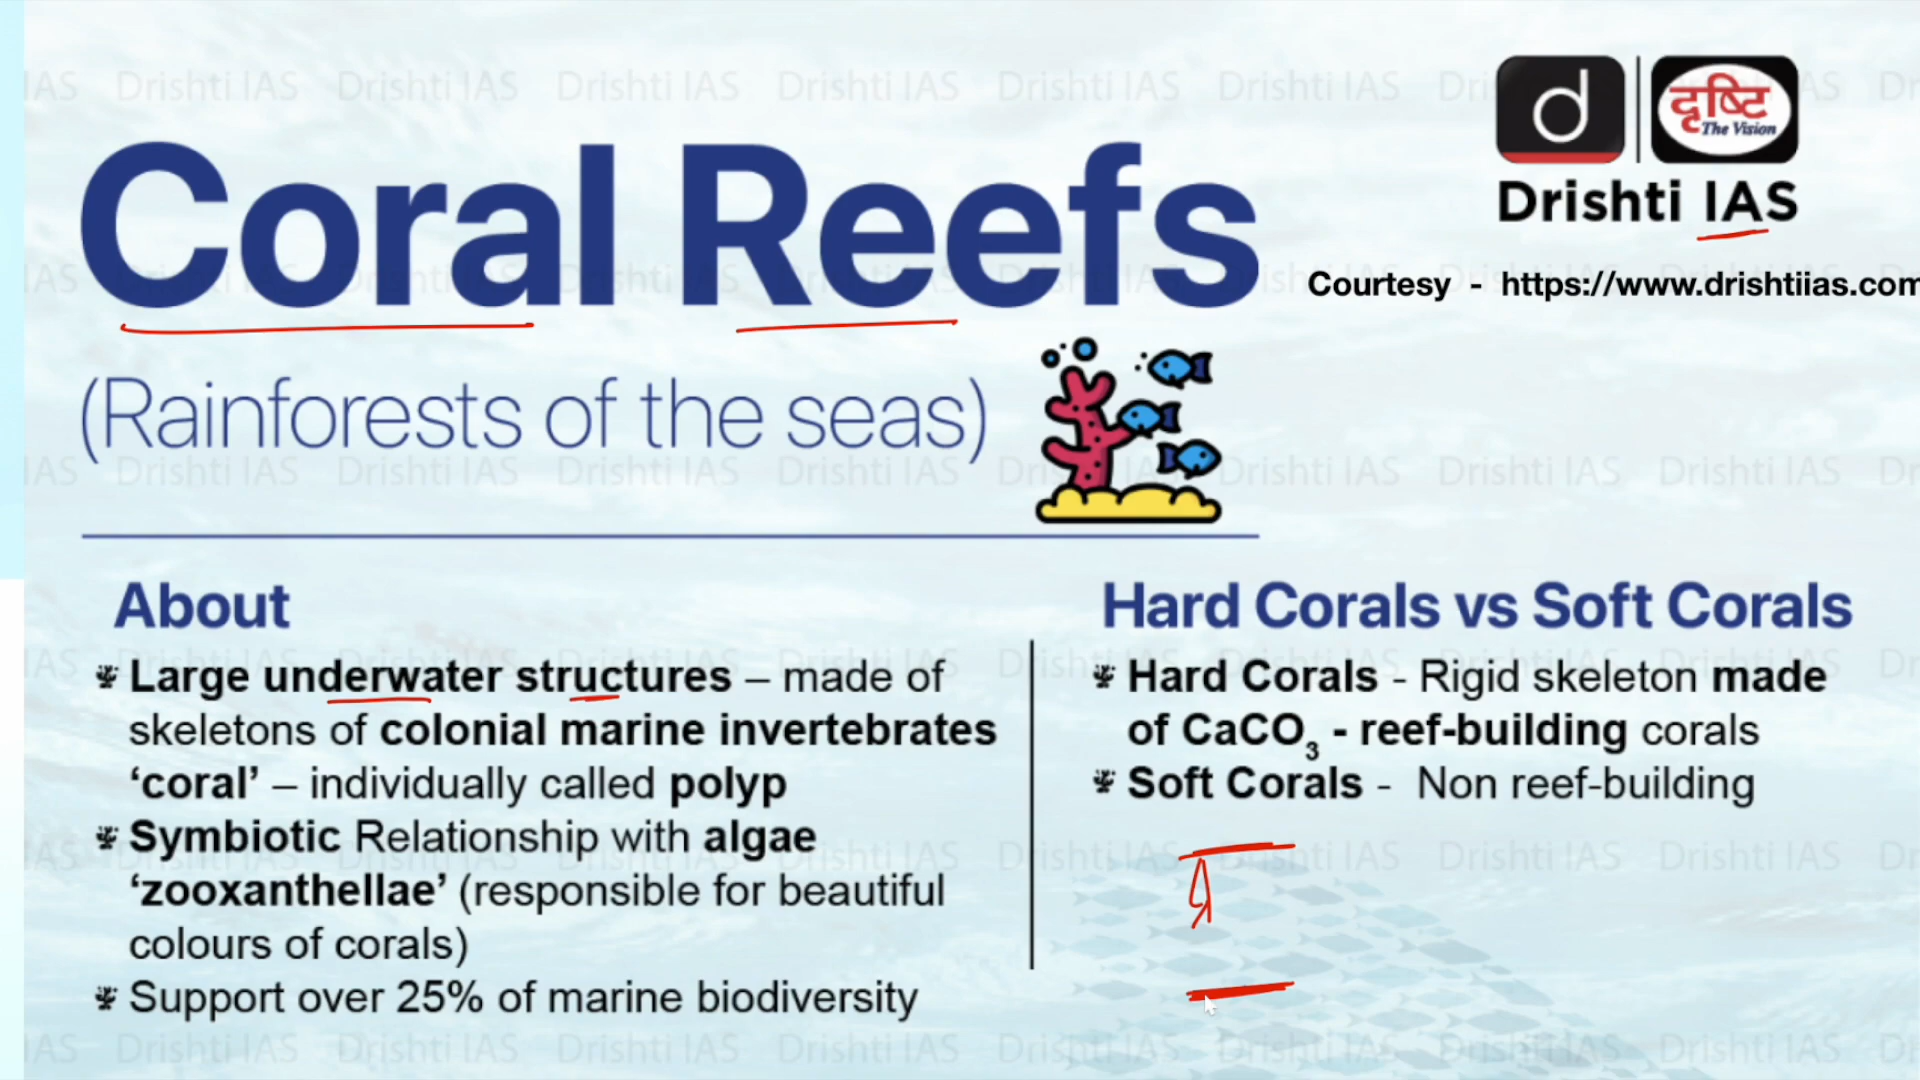 दृष्टि
The Vision
Drishti IAS
Coral Reefs
Courtesy - https://www.drishtiias.com
(Rainforests of the seas)
About
Large underwater structures – made of
skeletons of colonial marine invertebrates
‘coral’ – individually called polyp
Symbiotic Relationship with algae
‘zooxanthellae’ (responsible for beautiful
colours of corals)
Support over 25% of marine biodiversity
Hard Corals vs Soft Corals
Hard Corals - Rigid skeleton made
of CaCO3 - reef-building corals
Soft Corals - Non reef-building